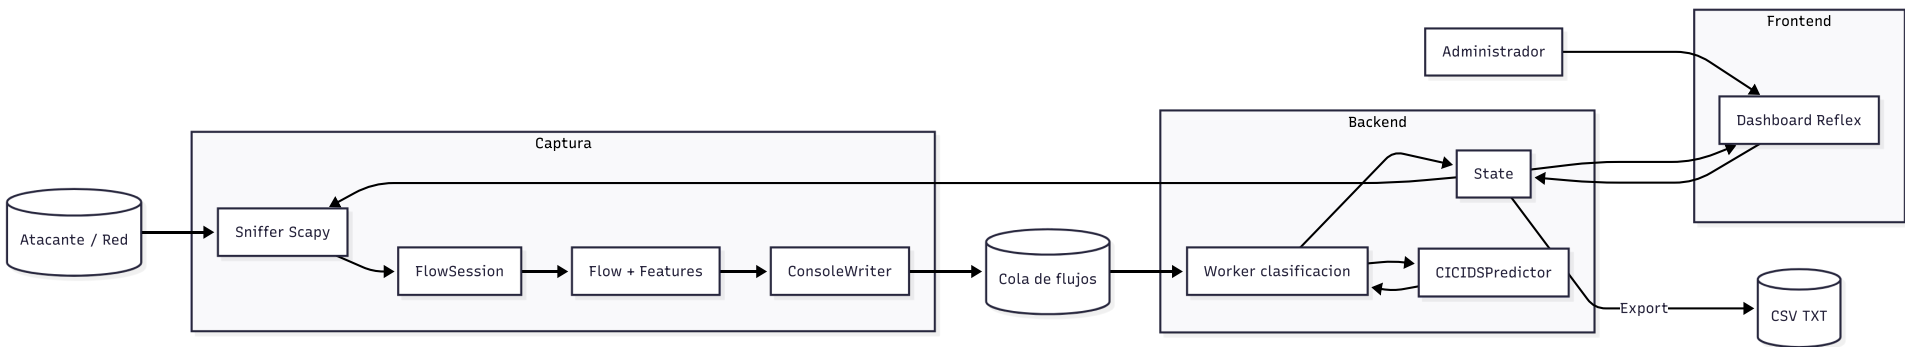 Frontend
Administrador
Dashboard Reflex
Backend
Captura
State
Atacante / Red
Sniffer Scapy
FlowSession
Flow + Features
ConsoleWriter
Cola de flujos
Worker clasificacion
CICIDSPredictor
Export
CSV TXT